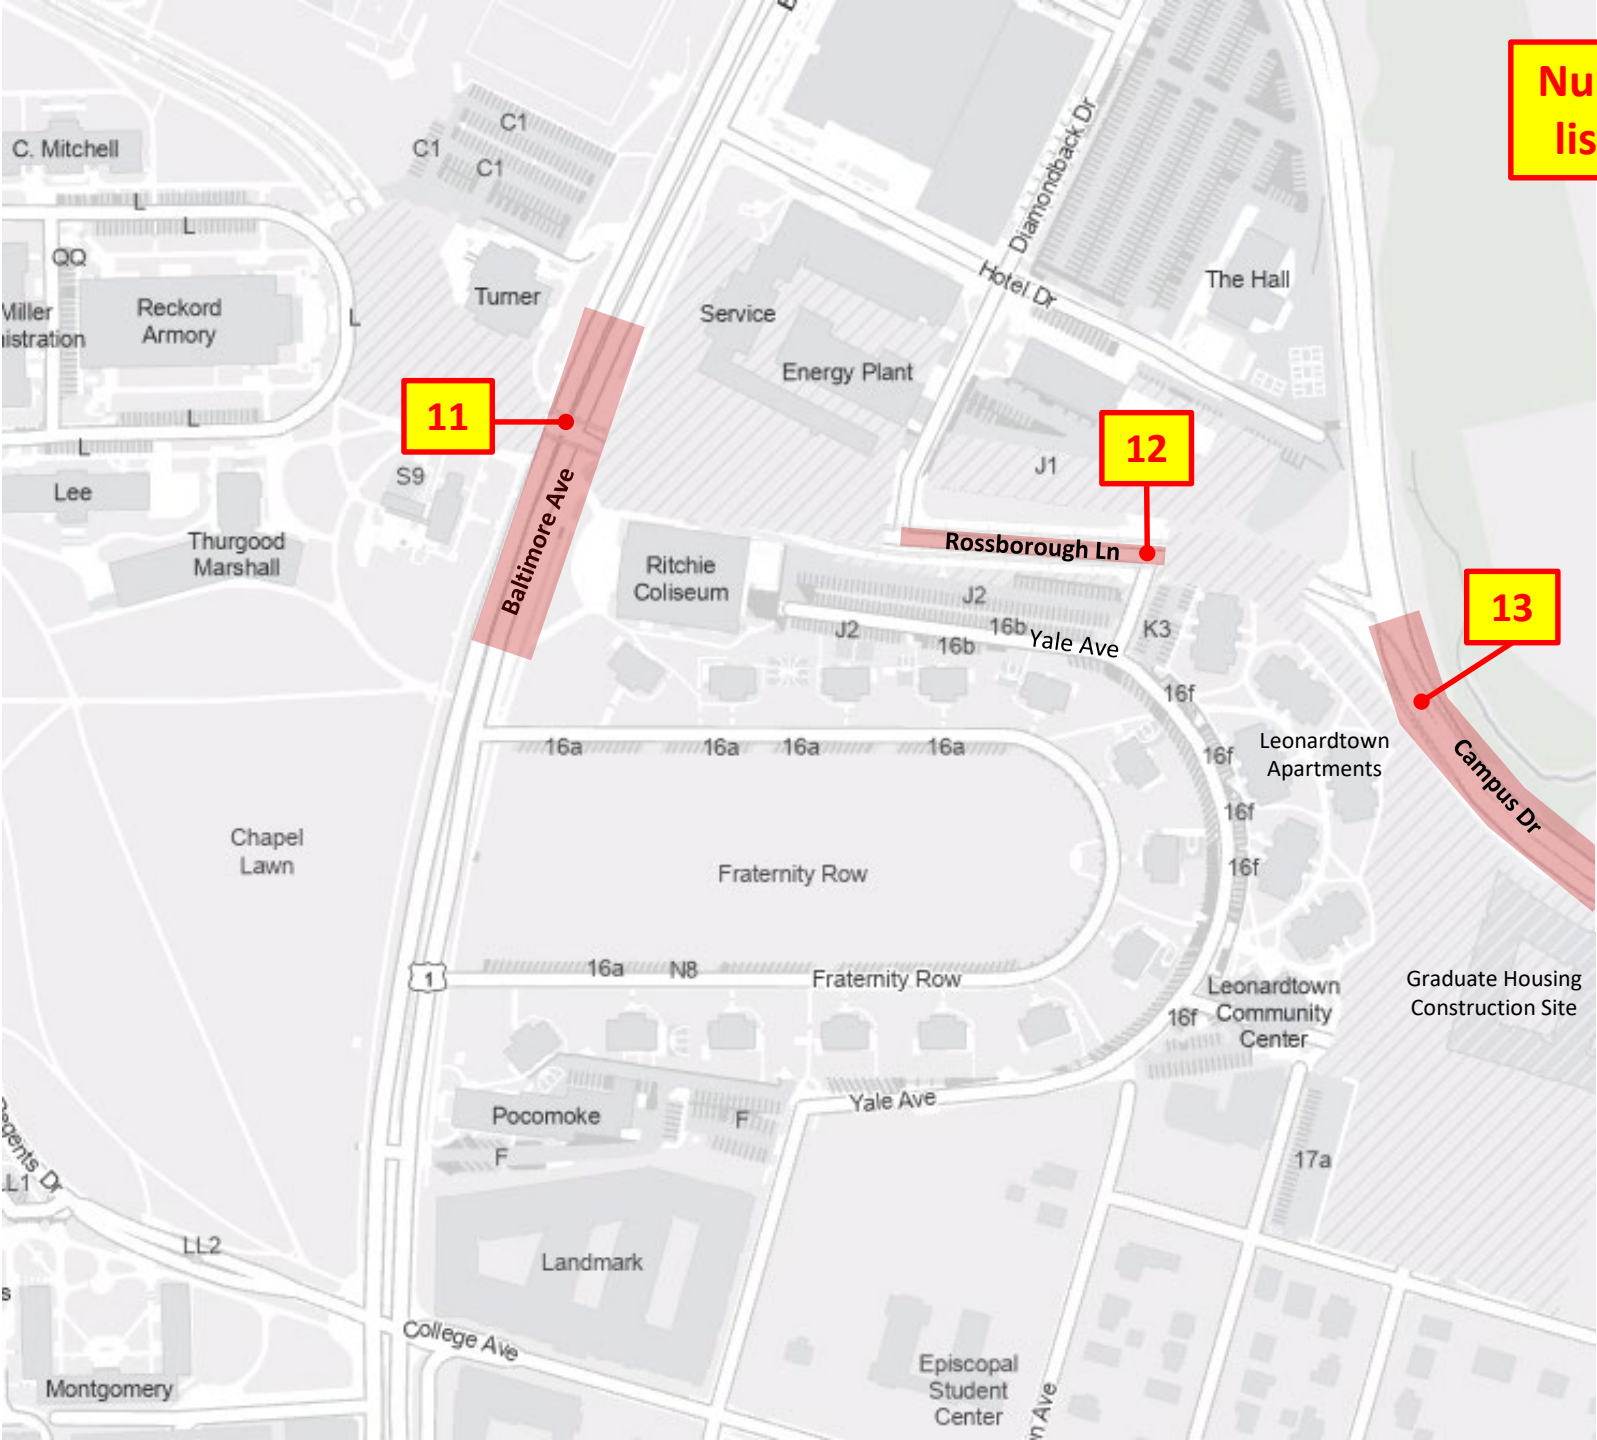 Nu
lis
C. Mitchell
C1
C1
C1
L
L
QQ
Diamondback Dr
Hotel Dr
The Hall
Turner
Miller
istration
Reckord
Armory
L
Service
Energy Plant
11
12
L
L
S9
J1
Lee
Thurgood
Marshall
Baltimore Ave
Rossborough Ln
Ritchie
Coliseum
J2
J2
16b
16b
Yale Ave
K3
13
16f
16a
16a
16a
16a
16f
Leonardtown
Apartments
Campus Dr
16f
Chapel
Lawn
Fraternity Row
16f
1
16a
N8
Fraternity Row
Leonardtown
Community
Center
16f
Graduate Housing
Construction Site
Yale Ave
Pocomoke
F
F
17a
Regents Dr
LL1
LL2
Landmark
College Ave
s
Montgomery
Episcopal
Student
Center
n Ave